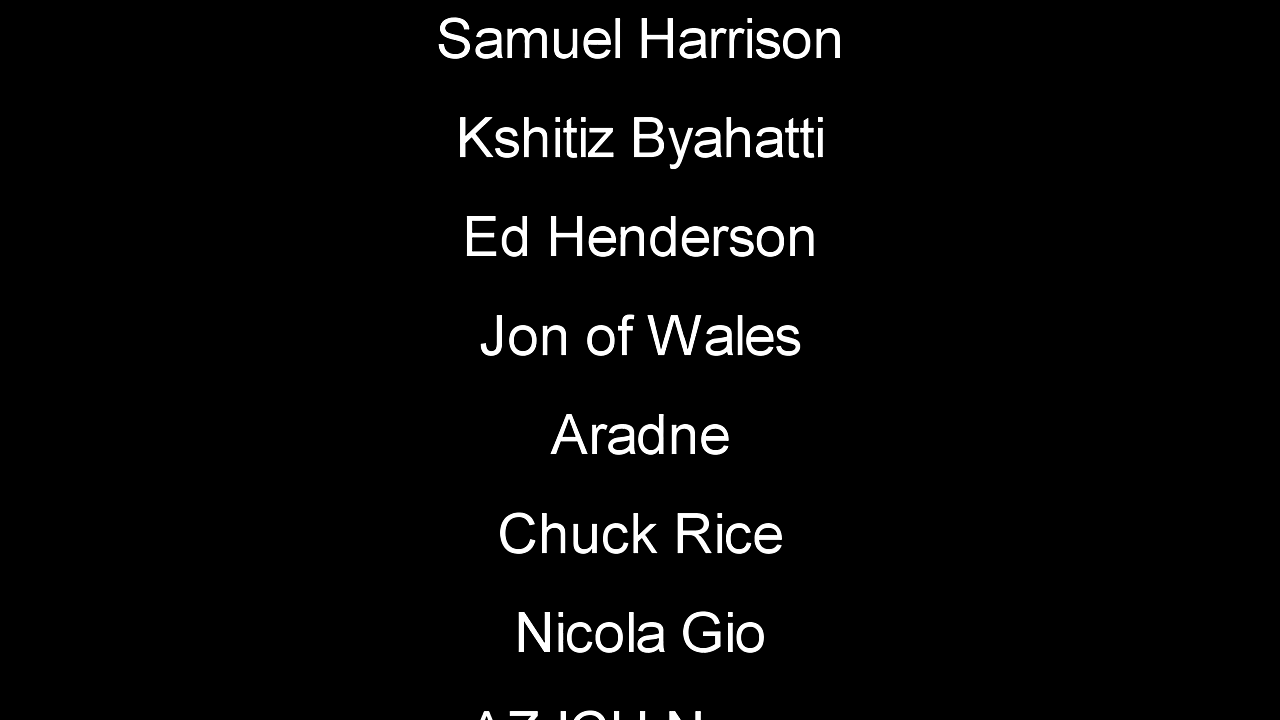 Samuel Harrison
Kshitiz Byahatti
Ed Henderson
Jon of Wales
Aradne
Chuck Rice
Nicola Gio